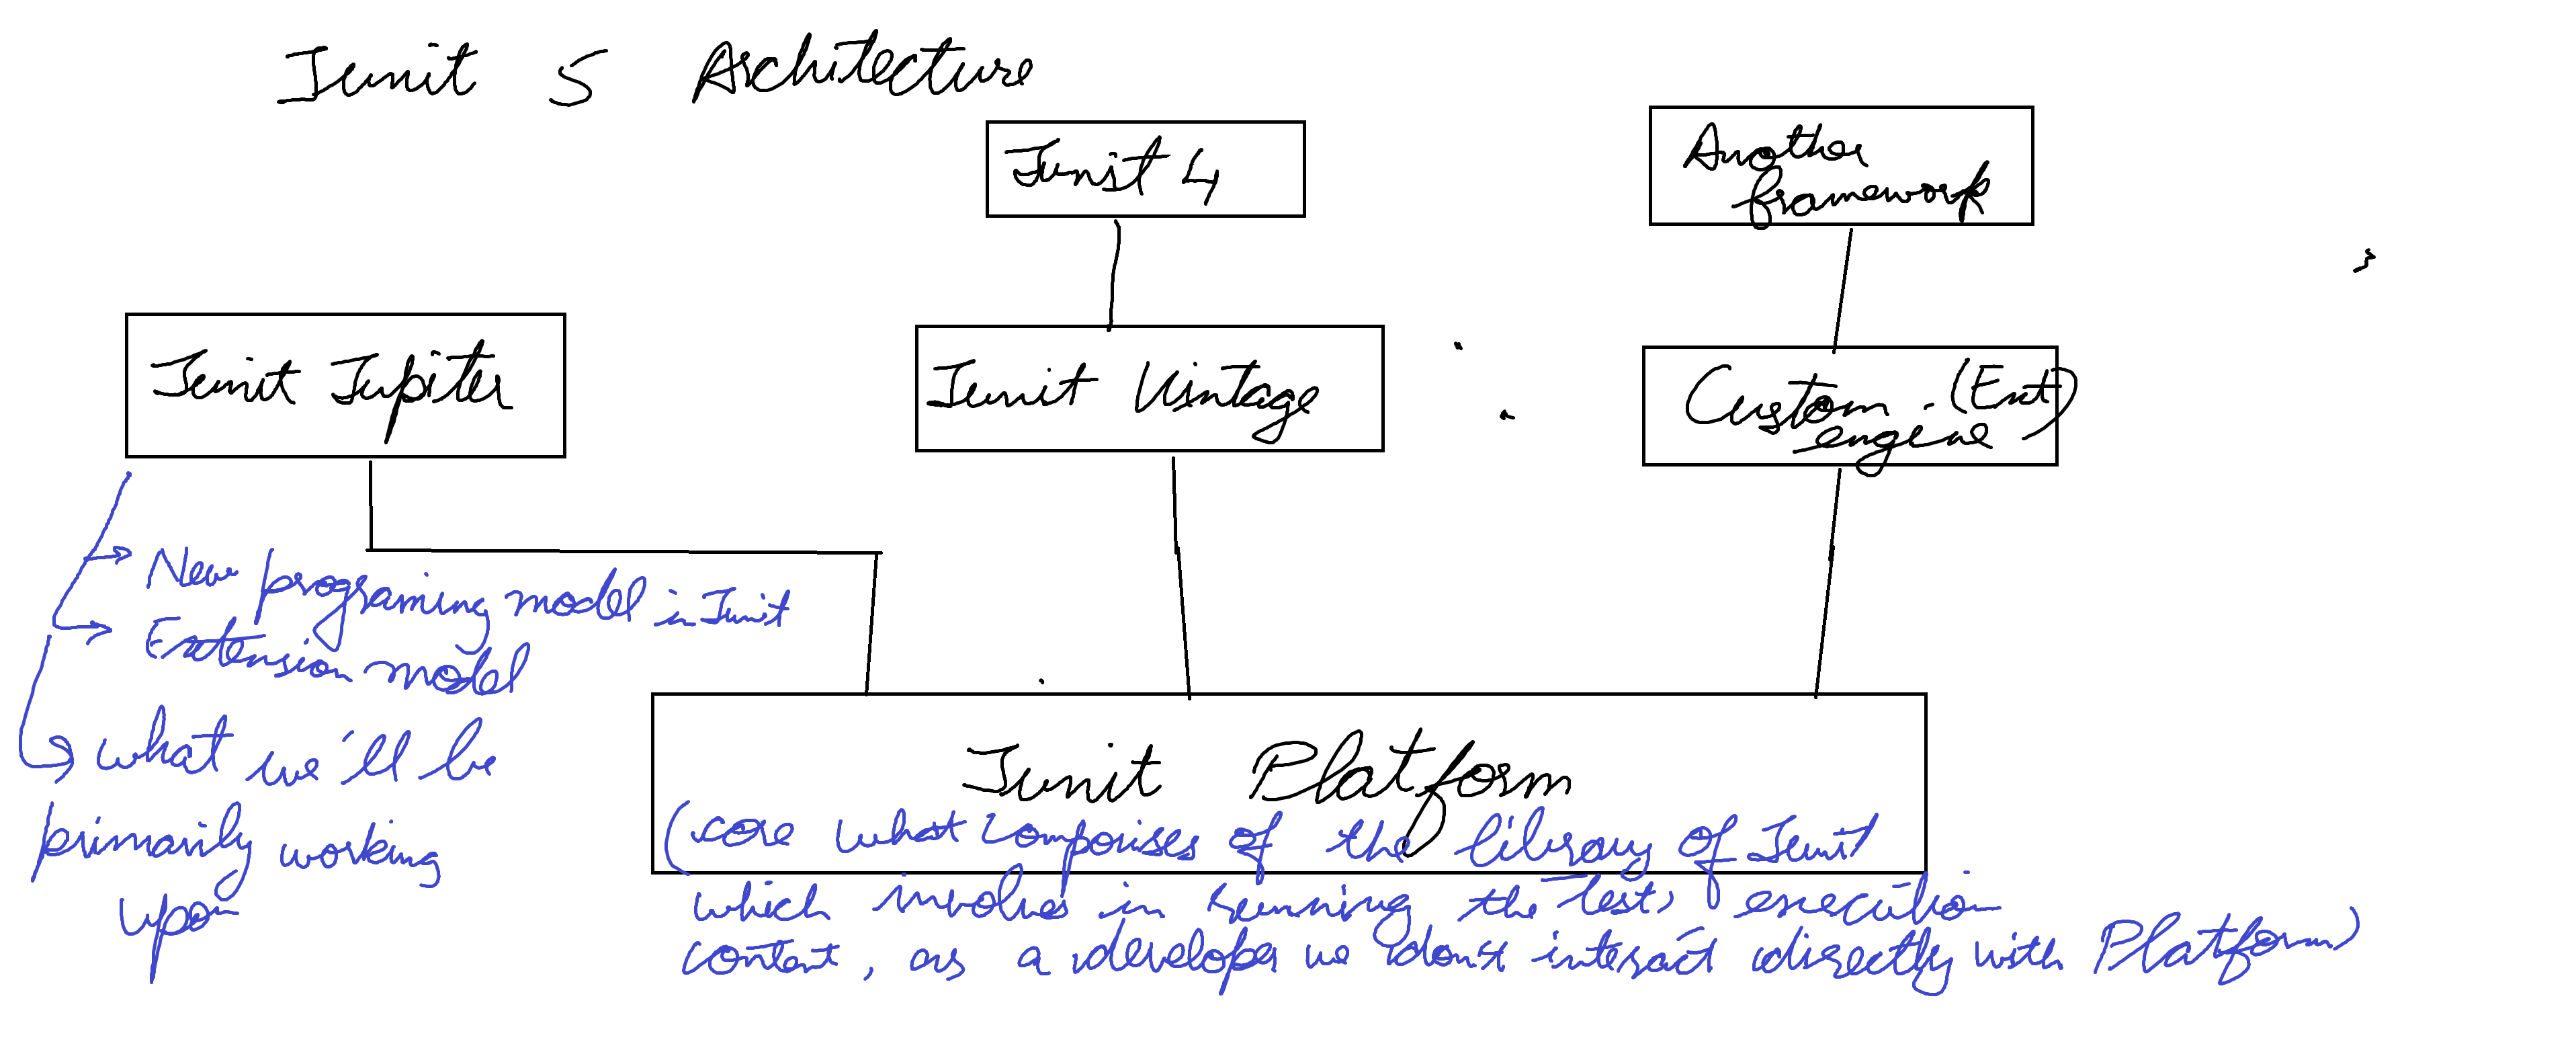 Junit 5 Architecture
Junit 4
Another
framework
Junit Jupiter
Junit Vintage
Custom (Ext)
engine
New programing model in Junit
Extension model
what we'll be
primarily working
upon
Junit Platform
(core what comprises of the library of Junit
which involves in running the tests, execution
content, as a developer we don't interact directly with Platform)